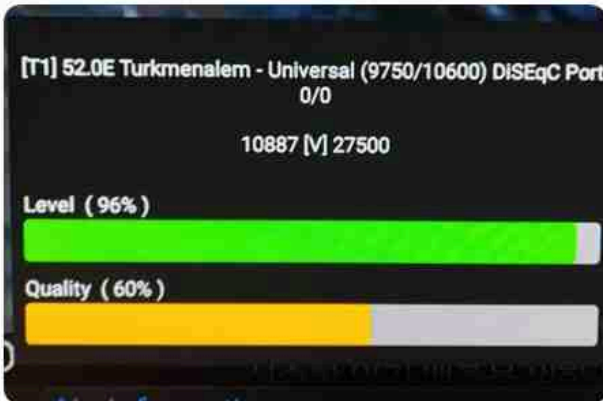 [T1] 52.0E Turkmenalem - Universal (9750/10600) DiSEqC Port
0/0
10887 [V] 27500
Level ( 96% )
Quality ( 60% )